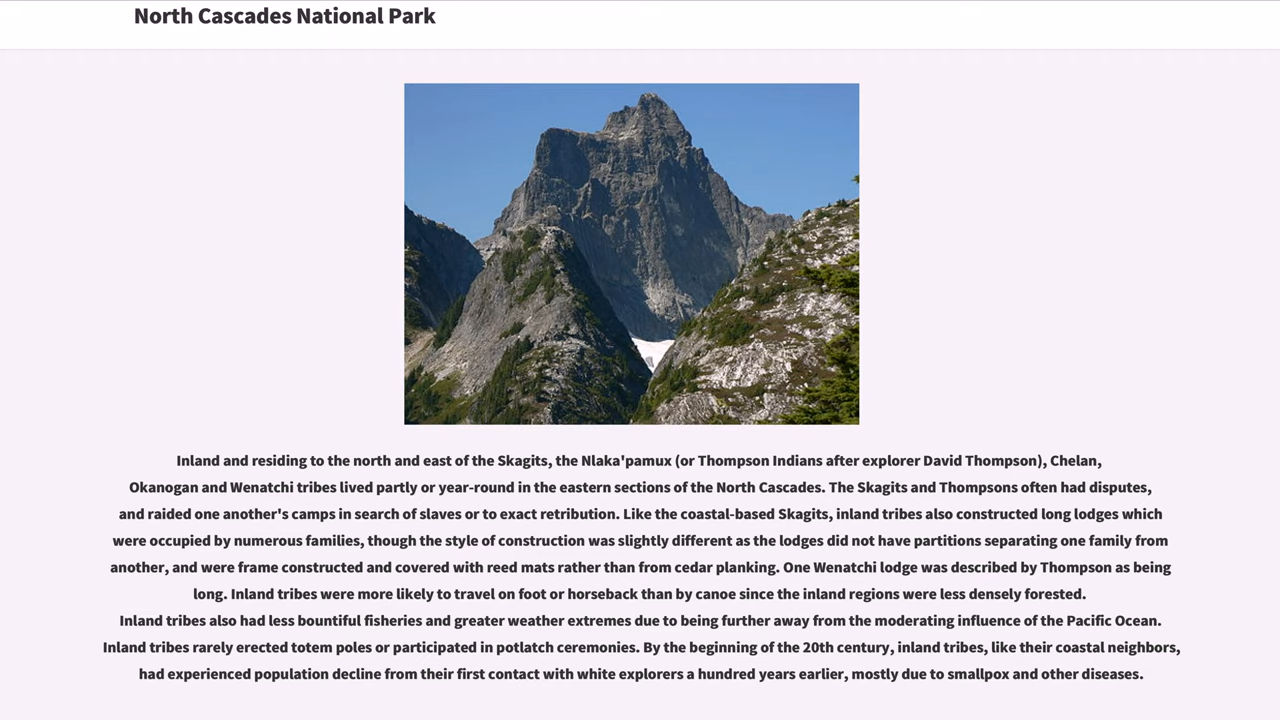 North Cascades National Park
Inland and residing to the north and east of the Skagits, the Nlaka'pamux (or Thompson Indians after explorer David Thompson), Chelan,
Okanogan and Wenatchi tribes lived partly or year-round in the eastern sections of the North Cascades. The Skagits and Thompsons often had disputes,
and raided one another's camps in search of slaves or to exact retribution. Like the coastal-based Skagits, inland tribes also constructed long lodges which
were occupied by numerous families, though the style of construction was slightly different as the lodges did not have partitions separating one family from
another, and were frame constructed and covered with reed mats rather than from cedar planking. One Wenatchi lodge was described by Thompson as being
long. Inland tribes were more likely to travel on foot or horseback than by canoe since the inland regions were less densely forested.
Inland tribes also had less bountiful fisheries and greater weather extremes due to being further away from the moderating influence of the Pacific Ocean.
Inland tribes rarely erected totem poles or participated in potlatch ceremonies. By the beginning of the 20th century, inland tribes, like their coastal neighbors,
had experienced population decline from their first contact with white explorers a hundred years earlier, mostly due to smallpox and other diseases.